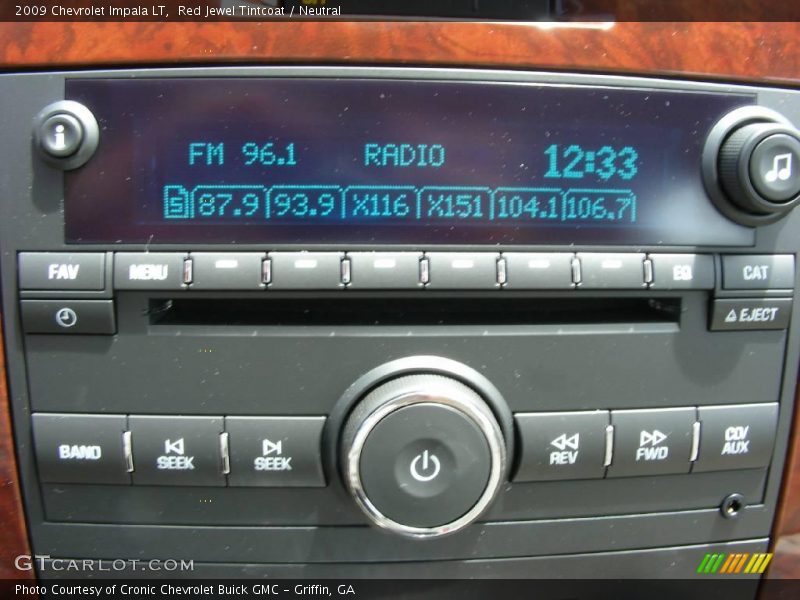 2009 Chevrolet Impala LT, Red Jewel Tintcoat / Neutral
i
FM 96.1 RADIO 12:33
5 87.9 93.9 X116 X151 104.1 106.7
FAV MENU EQ CAT
EJECT
BAND SEEK SEEK REV FWD CD/
AUX
GTCARLOT.COM
Photo Courtesy of Cronic Chevrolet Buick GMC – Griffin, GA